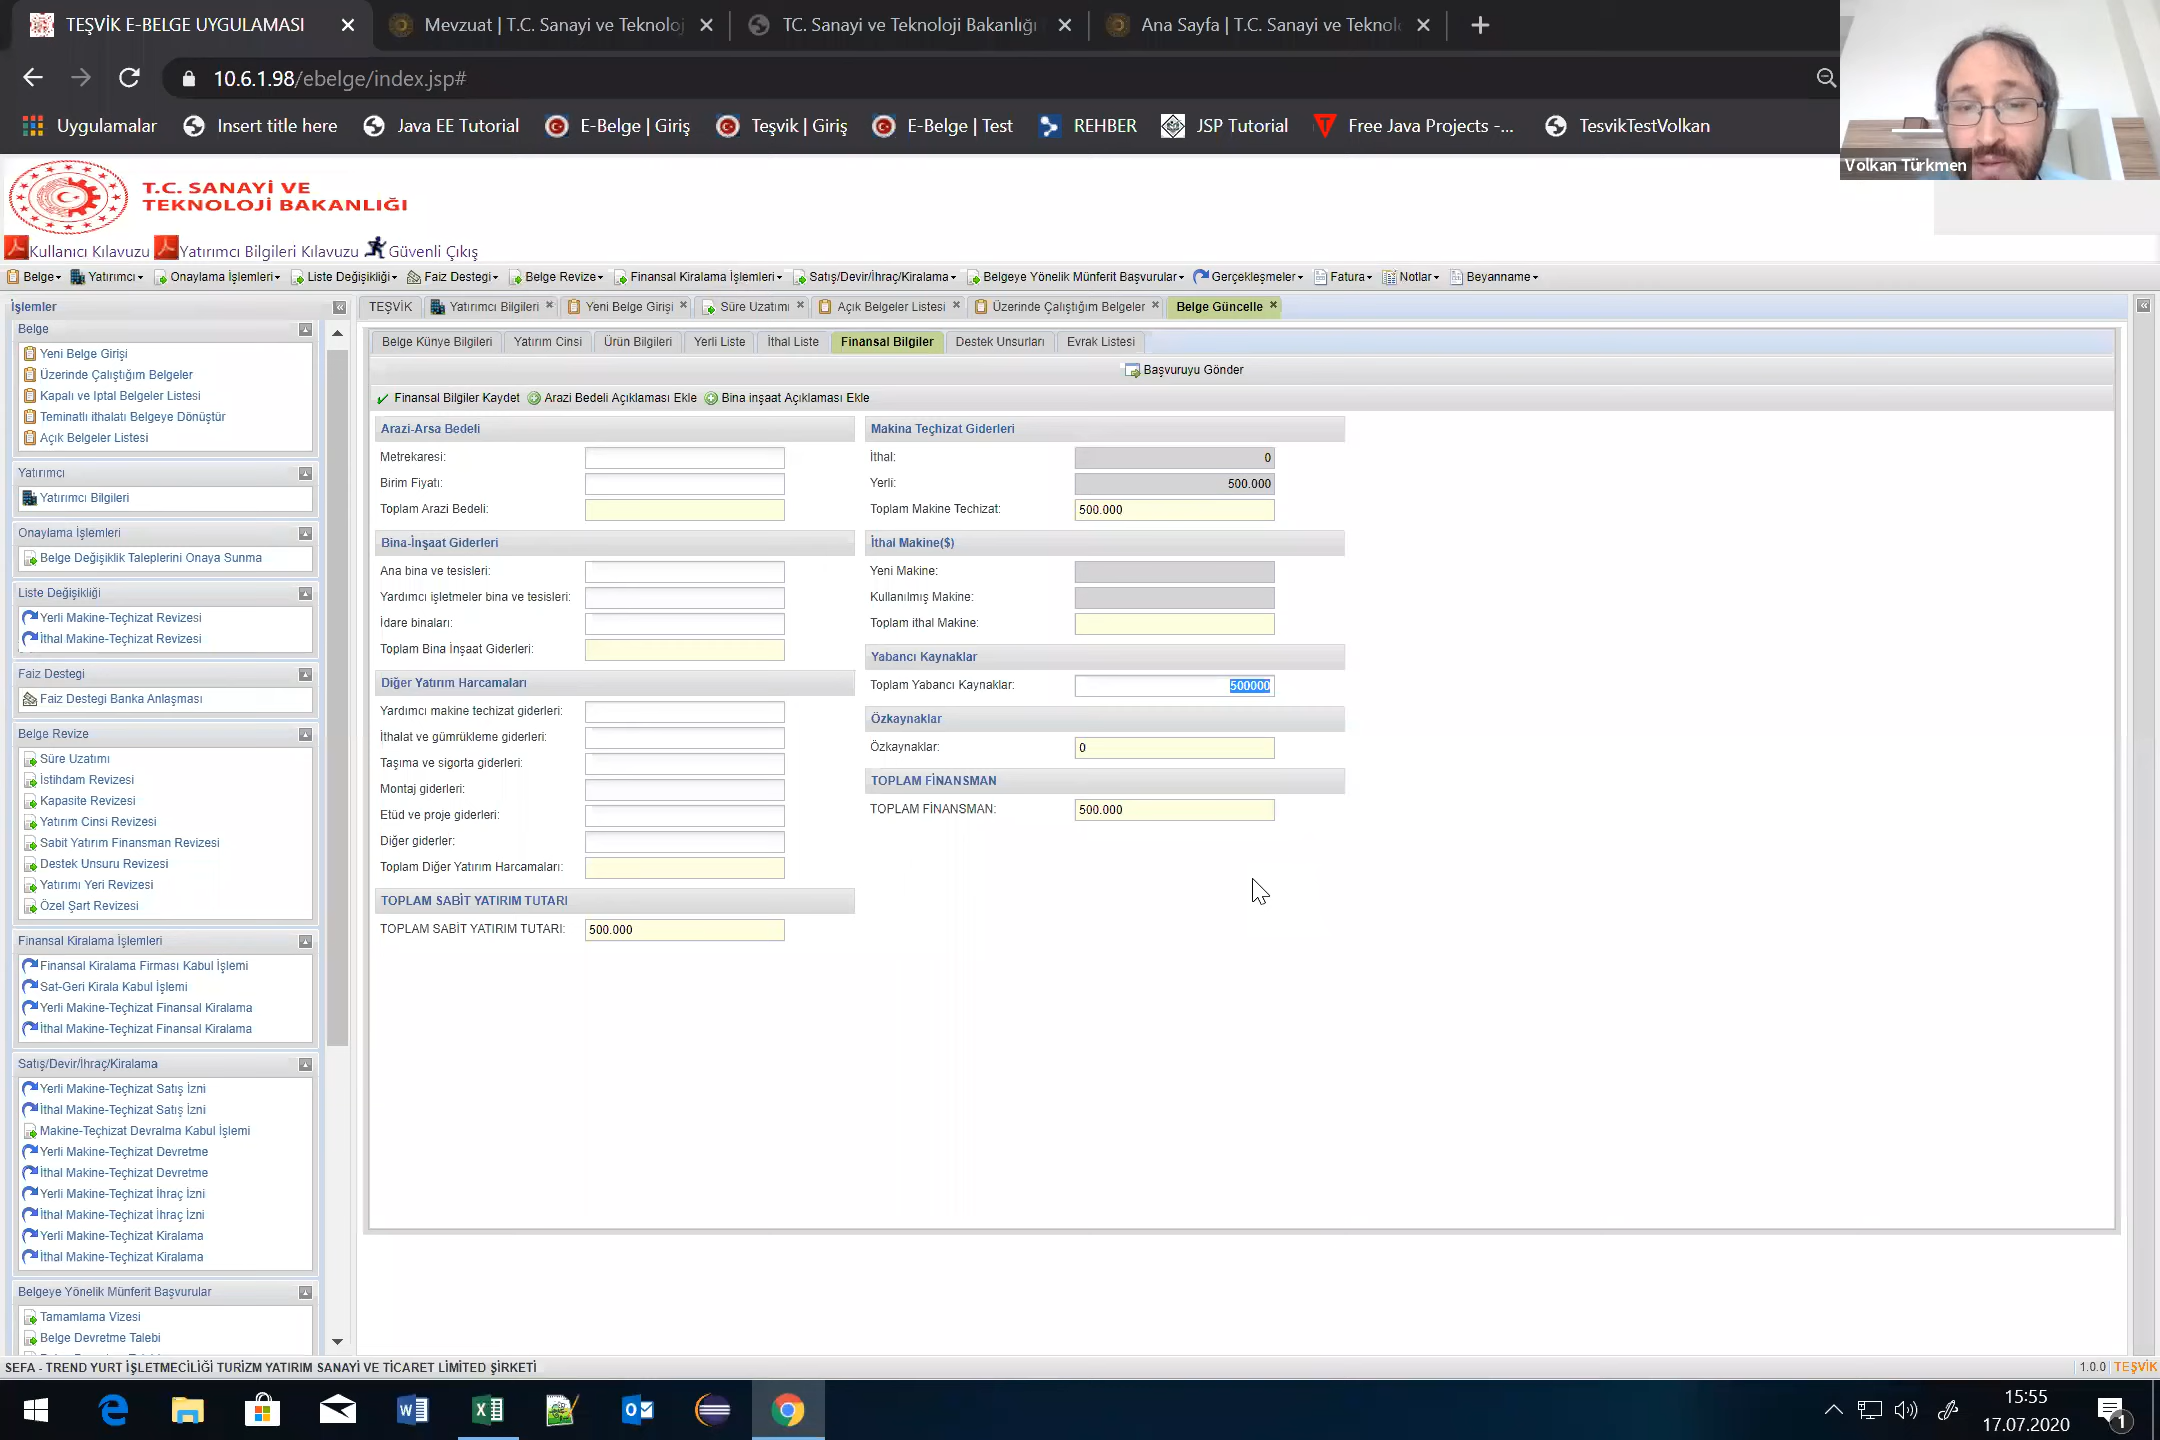 TEŞVİK E-BELGE UYGULAMASI
Mevzuat | T.C. Sanayi ve Teknoloj
TC. Sanayi ve Teknoloji Bakanlığı
Ana Sayfa | T.C. Sanayi ve Teknolo
10.6.1.98/ebelge/index.jsp#
Uygulamalar
Insert title here
Java EE Tutorial
E-Belge | Giriş
Teşvik | Giriş
E-Belge | Test
REHBER
JSP Tutorial
Free Java Projects -...
TesvikTestVolkan
Volkan Türkmen
T.C. SANAYİ VE
TEKNOLOJİ BAKANLIĞI
Kullanıcı Kılavuzu Yatırımcı Bilgileri Kılavuzu Güvenli Çıkış
Belge Yatırımcı Onaylama İşlemleri Liste Değişikliği Faiz Destegi Belge Revize Finansal Kiralama İşlemleri Satış/Devir/İhraç/Kiralama Belgeye Yönelik Münferit Başvurular Gerçekleşmeler Fatura Notlar Beyanname
İşlemler
TEŞVİK Yatırımcı Bilgileri Yeni Belge Girişi Süre Uzatımı Açık Belgeler Listesi Üzerinde Çalıştığım Belgeler Belge Güncelle
Belge
Yeni Belge Girişi
Üzerinde Çalıştığım Belgeler
Kapalı ve Iptal Belgeler Listesi
Teminatlı ithalatı Belgeye Dönüştür
Açık Belgeler Listesi
Yatırımcı
Yatırımcı Bilgileri
Onaylama İşlemleri
Belge Değişiklik Taleplerini Onaya Sunma
Liste Değişikliği
Yerli Makine-Teçhizat Revizesi
İthal Makine-Teçhizat Revizesi
Faiz Destegi
Faiz Destegi Banka Anlaşması
Belge Revize
Süre Uzatımı
İstihdam Revizesi
Kapasite Revizesi
Yatırım Cinsi Revizesi
Sabit Yatırım Finansman Revizesi
Destek Unsuru Revizesi
Yatırımı Yeri Revizesi
Özel Şart Revizesi
Finansal Kiralama İşlemleri
Finansal Kiralama Firması Kabul İşlemi
Sat-Geri Kirala Kabul İşlemi
Yerli Makine-Teçhizat Finansal Kiralama
İthal Makine-Teçhizat Finansal Kiralama
Satış/Devir/İhraç/Kiralama
Yerli Makine-Teçhizat Satış İzni
İthal Makine-Teçhizat Satış İzni
Makine-Teçhizat Devralma Kabul İşlemi
Yerli Makine-Teçhizat Devretme
İthal Makine-Teçhizat Devretme
Yerli Makine-Teçhizat İhraç İzni
İthal Makine-Teçhizat İhraç İzni
Yerli Makine-Teçhizat Kiralama
İthal Makine-Teçhizat Kiralama
Belgeye Yönelik Münferit Başvurular
Tamamlama Vizesi
Belge Devretme Talebi
Belge Künye Bilgileri Yatırım Cinsi Ürün Bilgileri Yerli Liste İthal Liste Finansal Bilgiler Destek Unsurları Evrak Listesi
Başvuruyu Gönder
Finansal Bilgiler Kaydet Arazi Bedeli Açıklaması Ekle Bina inşaat Açıklaması Ekle
Arazi-Arsa Bedeli
Metrekaresi:
Birim Fiyatı:
Toplam Arazi Bedeli:
Bina-İnşaat Giderleri
Ana bina ve tesisleri:
Yardımcı işletmeler bina ve tesisleri:
İdare binaları:
Toplam Bina İnşaat Giderleri:
Diğer Yatırım Harcamaları
Yardımcı makine techizat giderleri:
İthalat ve gümrükleme giderleri:
Taşıma ve sigorta giderleri:
Montaj giderleri:
Etüd ve proje giderleri:
Diğer giderler:
Toplam Diğer Yatırım Harcamaları:
TOPLAM SABİT YATIRIM TUTARI
TOPLAM SABİT YATIRIM TUTARI: 500.000
Makina Teçhizat Giderleri
İthal: 0
Yerli: 500.000
Toplam Makine Techizat: 500.000
İthal Makine($)
Yeni Makine:
Kullanılmış Makine:
Toplam ithal Makine:
Yabancı Kaynaklar
Toplam Yabancı Kaynaklar: 500000
Özkaynaklar
Özkaynaklar: 0
TOPLAM FİNANSMAN
TOPLAM FİNANSMAN: 500.000
SEFA - TREND YURT İŞLETMECİLİĞİ TURİZM YATIRIM SANAYİ VE TİCARET LİMİTED ŞİRKETİ
1.0.0 TEŞVİK
15:55
17.07.2020
1